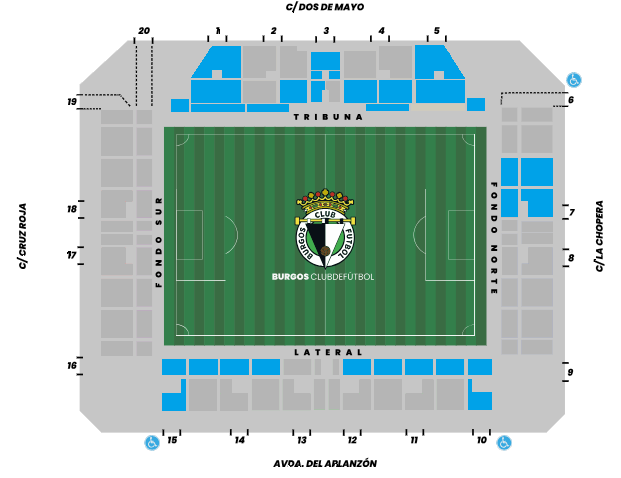 C/ DOS DE MAYO
20 1 2 3 4 5
19 6
TRIBUNA
FONDO SUR
FONDO NORTE
C/ CRUZ ROJA
C/ LA CHOPERA
18 7
17 8
BURGOS CLUB FÚTBOL
BURGOS CLUBDEFÚTBOL
LATERAL
16 9
15 14 13 12 11 10
AVDA. DEL ARLANZÓN